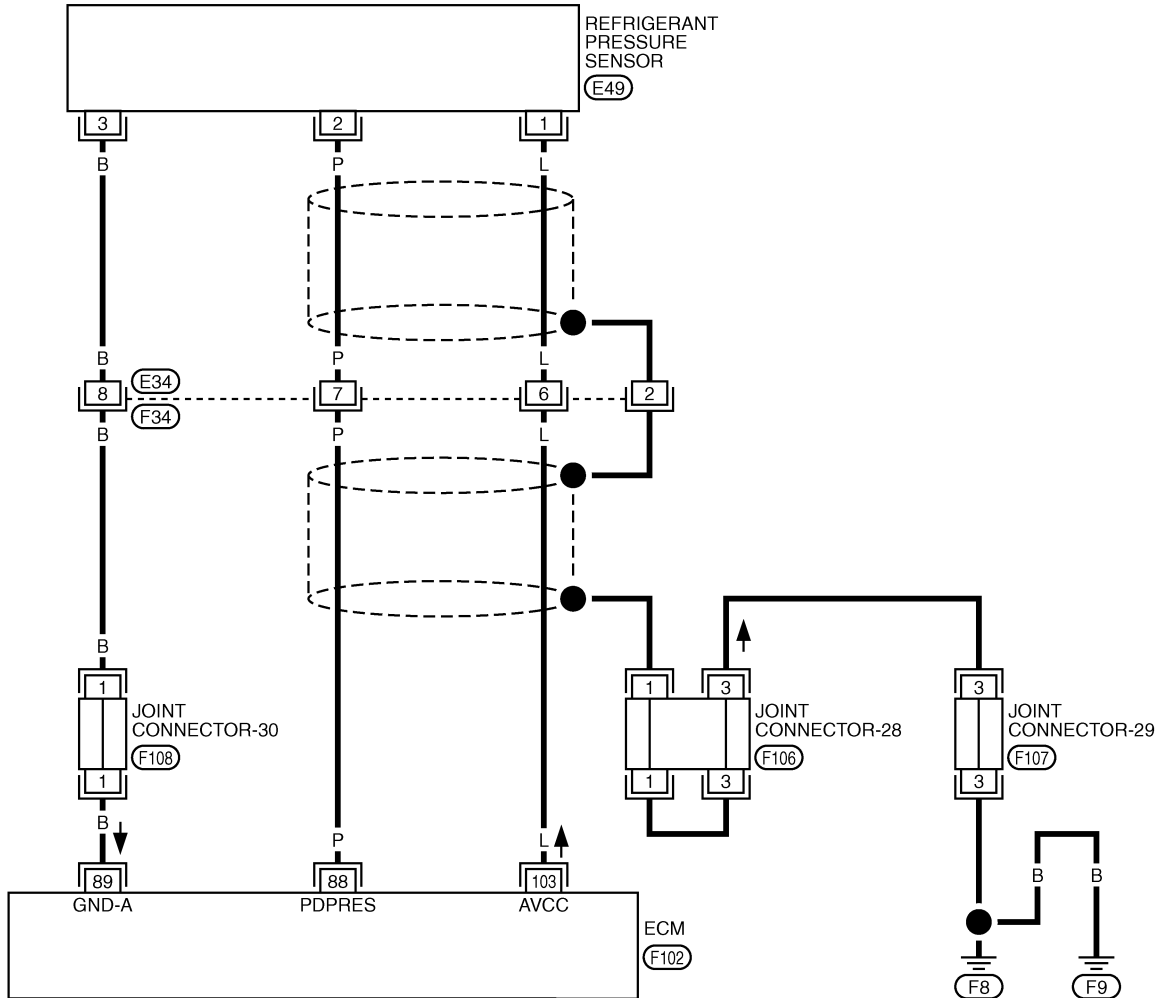 REFRIGERANT
PRESSURE
SENSOR
E49
3 2 1
B P L
B P L
8 E34 7 6 2
F34
B P L
B
1 1 3 3
JOINT
CONNECTOR-30
F108
JOINT
CONNECTOR-28
F106
JOINT
CONNECTOR-29
F107
1 1 3 3
B P L
B B
89 88 103
GND-A PDPRES AVCC
ECM
F102
F8 F9